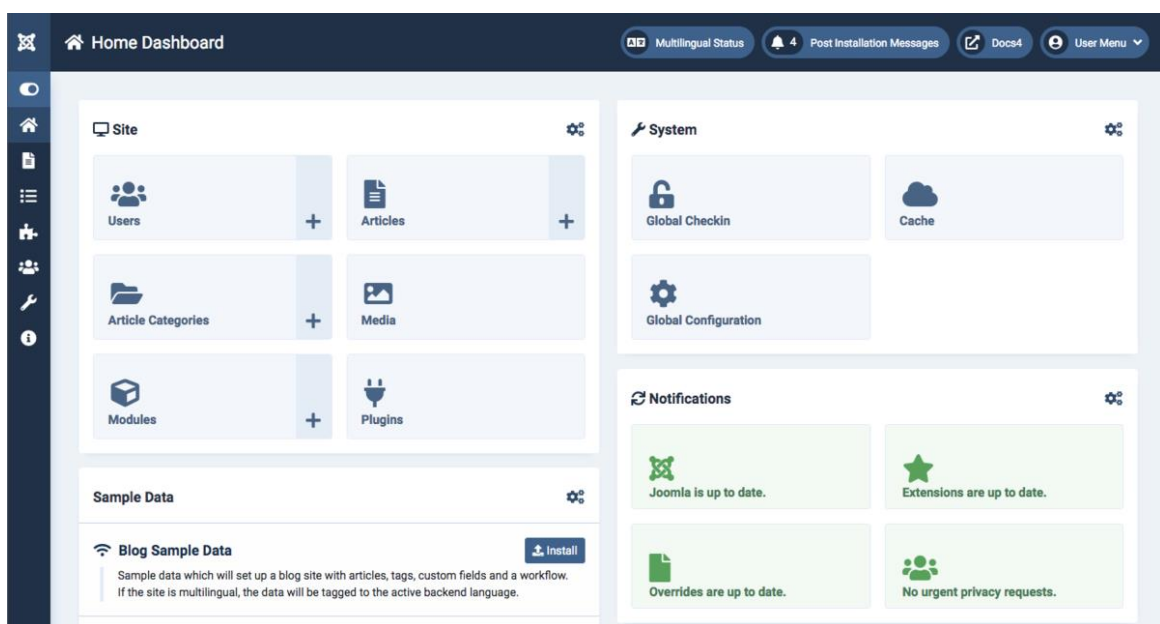 Home Dashboard
Multilingual Status
4 Post Installation Messages
Docs4
User Menu
Site
Users
Articles
Article Categories
Media
Modules
Plugins
System
Global Checkin
Cache
Global Configuration
Notifications
Joomla is up to date.
Extensions are up to date.
Overrides are up to date.
No urgent privacy requests.
Sample Data
Blog Sample Data
Install
Sample data which will set up a blog site with articles, tags, custom fields and a workflow.
If the site is multilingual, the data will be tagged to the active backend language.